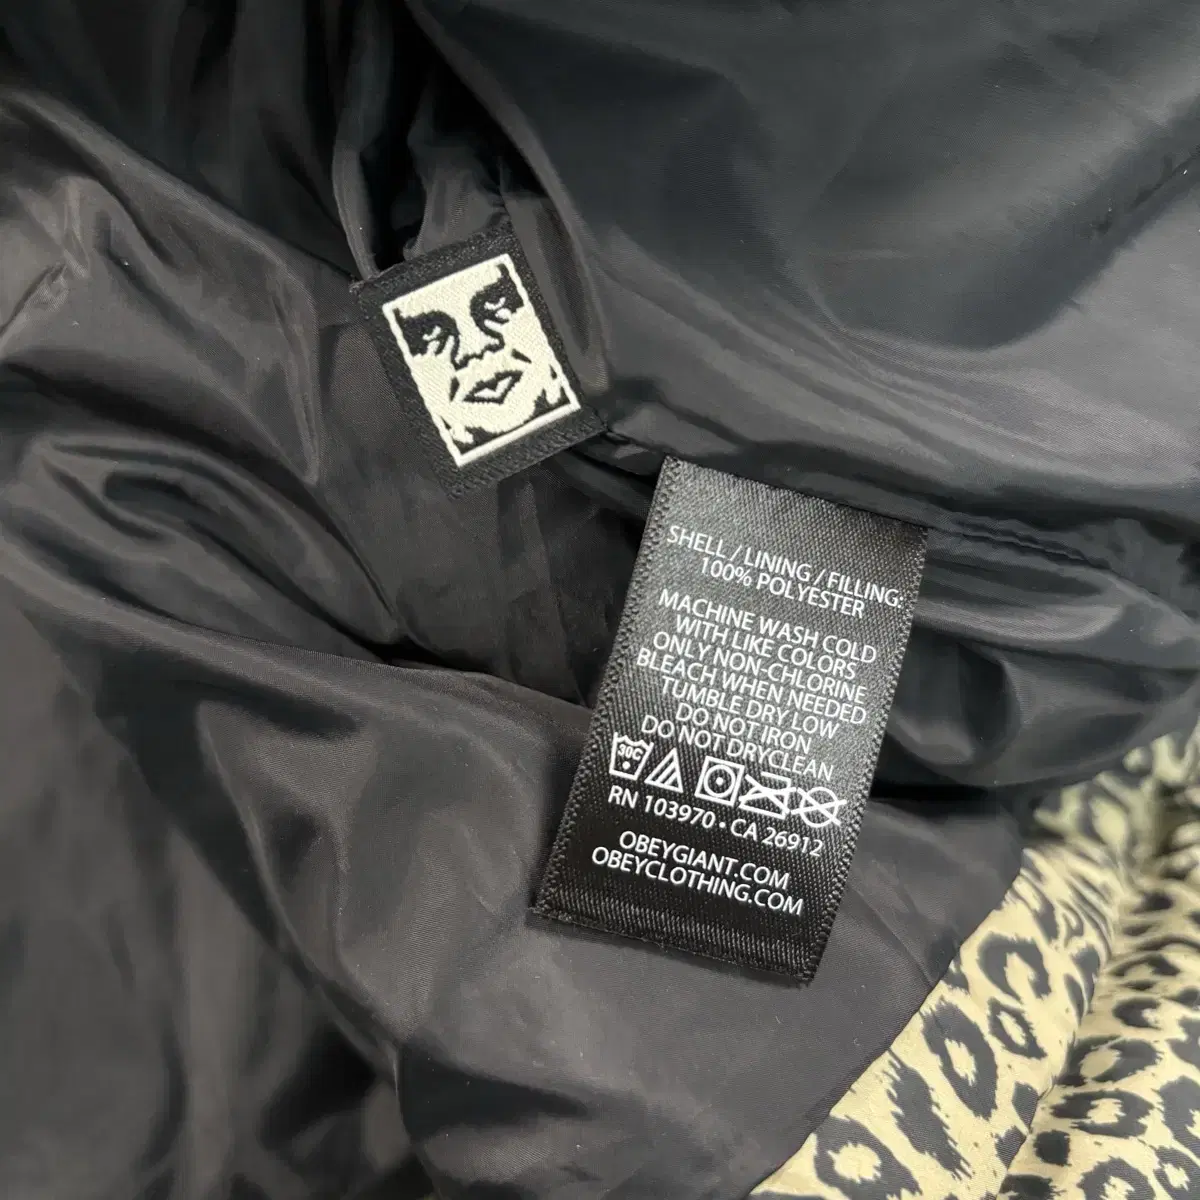 SHELL / LINING / FILLING:
100% POLYESTER
MACHINE WASH COLD
WITH LIKE COLORS
ONLY NON-CHLORINE
BLEACH WHEN NEEDED
TUMBLE DRY LOW
DO NOT IRON
DO NOT DRYCLEAN
30C
RN 103970 • CA 26912
OBEYGIANT.COM
OBEYCLOTHING.COM